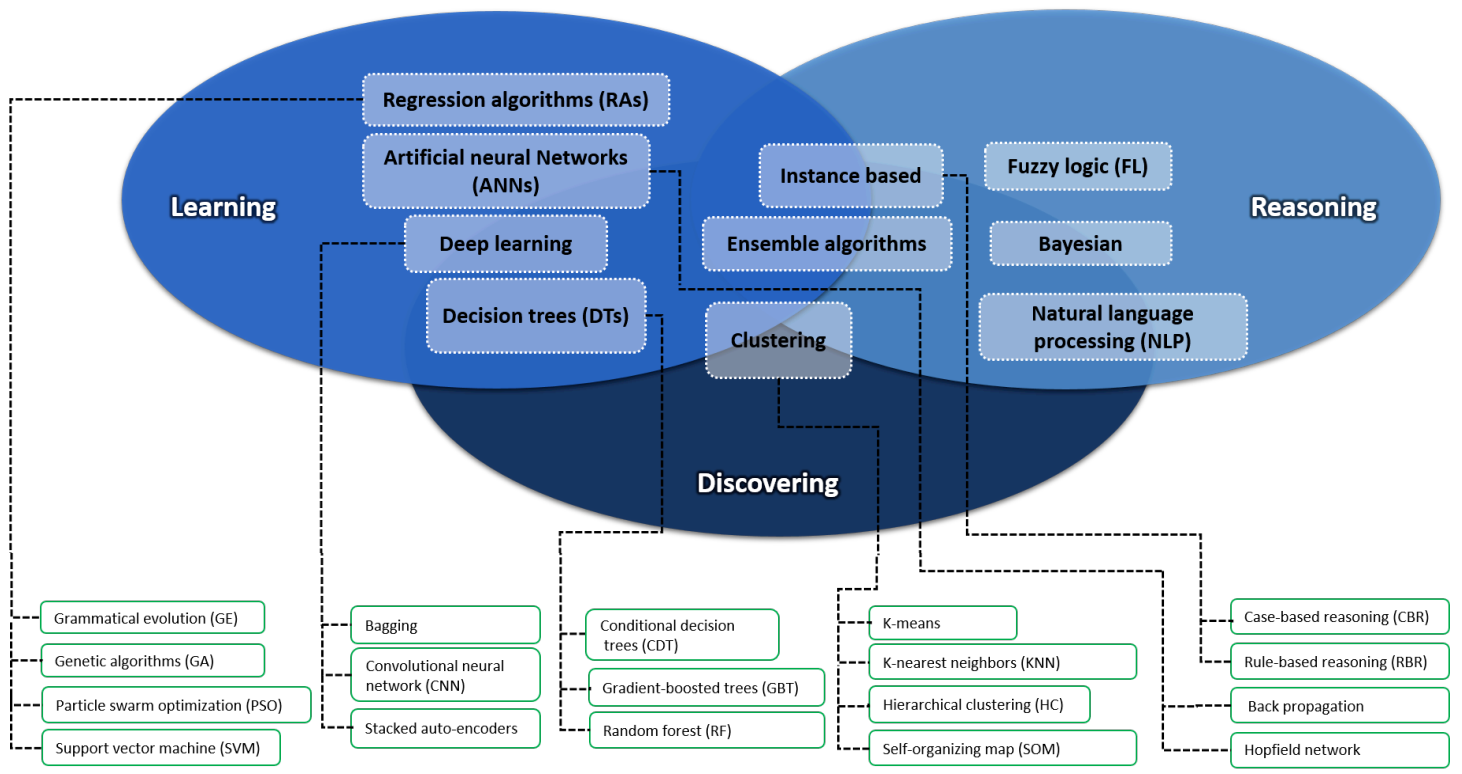 Regression algorithms (RAs)
Artificial neural Networks
(ANNs)
Deep learning
Decision trees (DTs)
Learning
Instance based
Ensemble algorithms
Clustering
Fuzzy logic (FL)
Bayesian
Natural language
processing (NLP)
Reasoning
Discovering
Grammatical evolution (GE)
Genetic algorithms (GA)
Particle swarm optimization (PSO)
Support vector machine (SVM)
Bagging
Convolutional neural
network (CNN)
Stacked auto-encoders
Conditional decision
trees (CDT)
Gradient-boosted trees (GBT)
Random forest (RF)
K-means
K-nearest neighbors (KNN)
Hierarchical clustering (HC)
Self-organizing map (SOM)
Case-based reasoning (CBR)
Rule-based reasoning (RBR)
Back propagation
Hopfield network